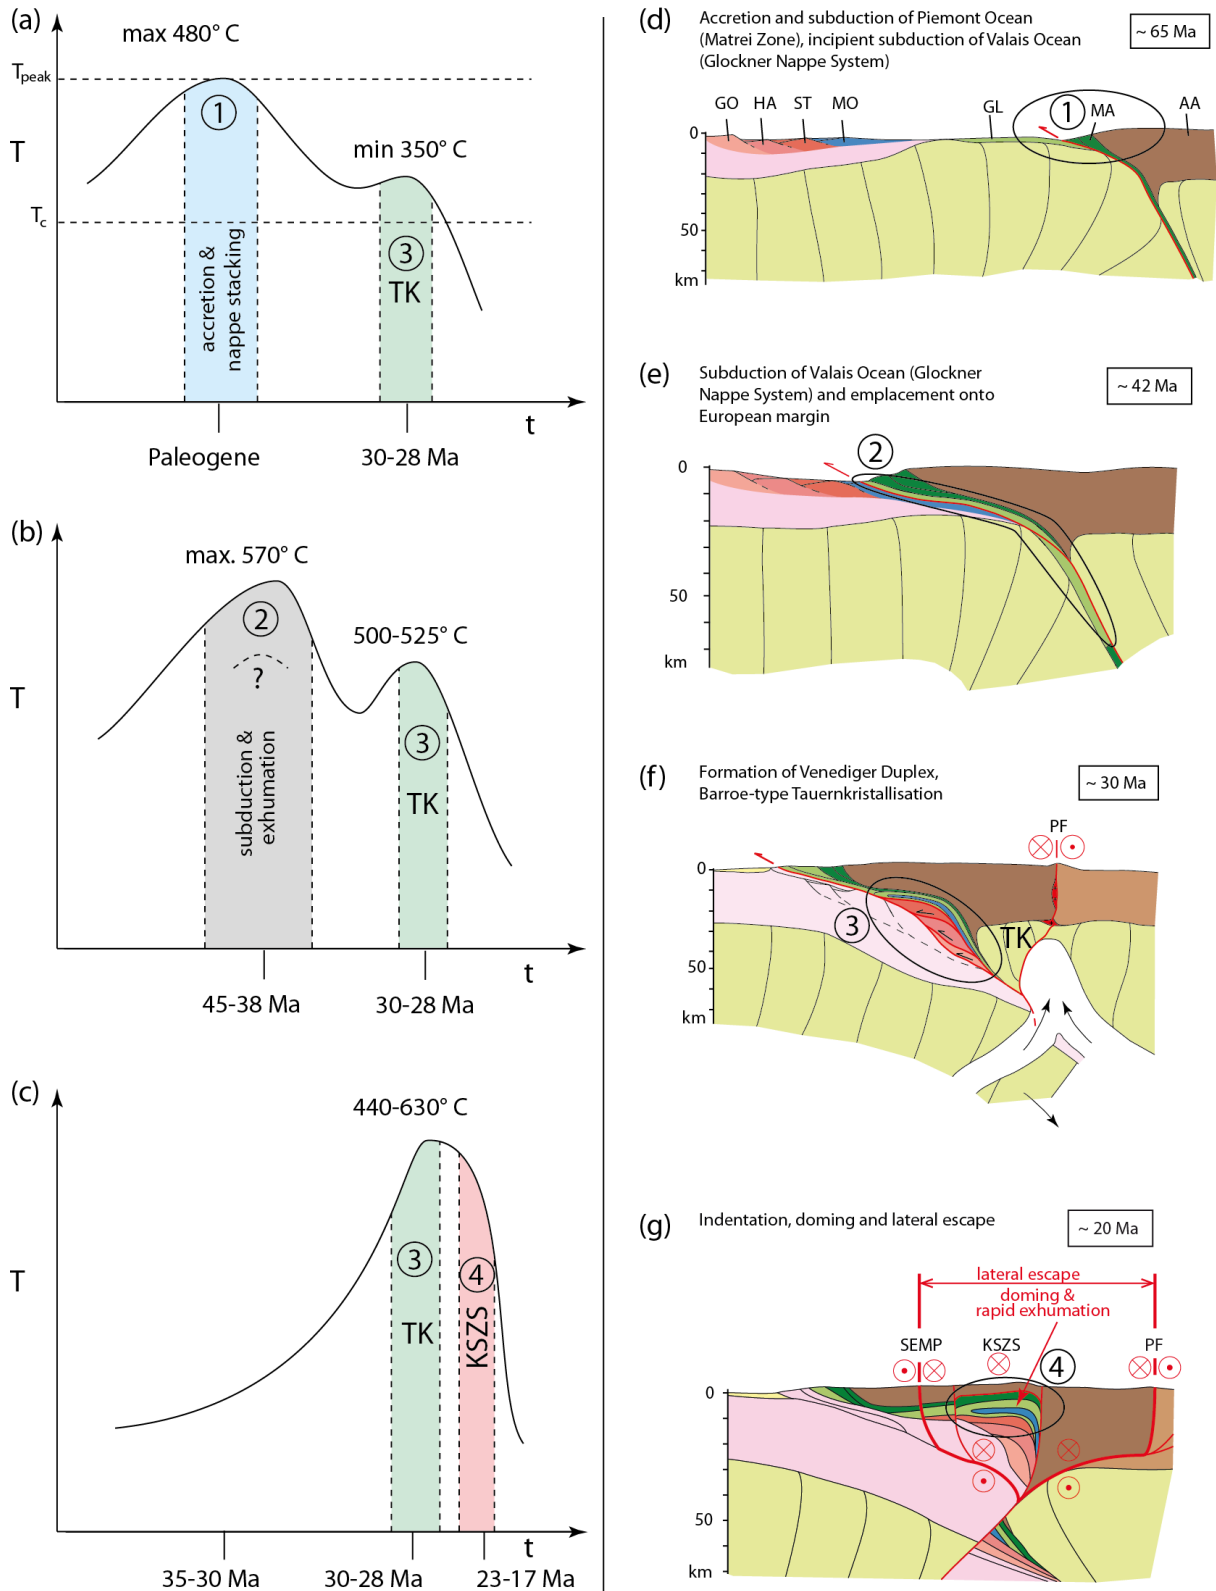 (a)
max 480° C
Tpeak
1
T
min 350° C
Tc
3
TK
accretion &
nappe stacking
t
Paleogene
30-28 Ma
(b)
max. 570° C
2
?
500-525° C
T
3
TK
subduction &
exhumation
t
45-38 Ma
30-28 Ma
(c)
440-630° C
T
3
4
TK
KSZS
t
35-30 Ma
30-28 Ma
23-17 Ma
(d)
Accretion and subduction of Piemont Ocean
(Matrei Zone), incipient subduction of Valais Ocean
(Glockner Nappe System)
~ 65 Ma
GO
HA
ST
MO
GL
1
MA
AA
0
50
km
(e)
Subduction of Valais Ocean (Glockner
Nappe System) and emplacement onto
European margin
~ 42 Ma
2
0
50
km
(f)
Formation of Venediger Duplex,
Barroe-type Tauernkristallisation
~ 30 Ma
PF
0
3
TK
50
km
(g)
Indentation, doming and lateral escape
~ 20 Ma
lateral escape
doming &
rapid exhumation
SEMP
KSZS
4
PF
0
50
km